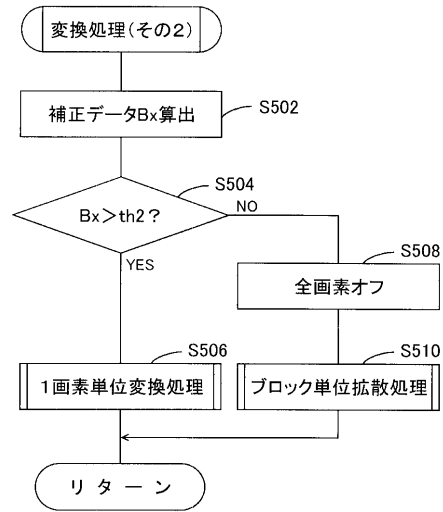 変換処理(その2)
補正データBx算出
S502
Bx>th2?
S504
NO
YES
全画素オフ
S508
1画素単位変換処理
S506
ブロック単位拡散処理
S510
リターン